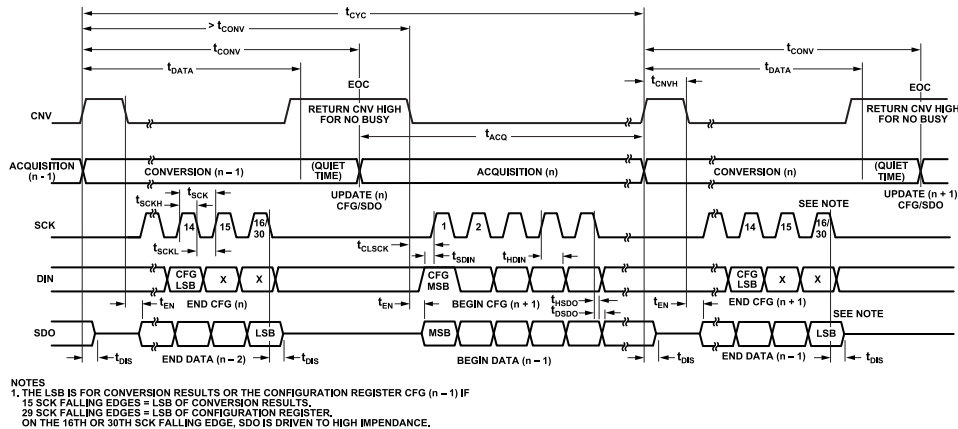 tCYC
> tCONV
tCONV
tCONV
tDATA
tDATA
EOC
tCNVH
EOC
CNV
RETURN CNV HIGH
FOR NO BUSY
RETURN CNV HIGH
FOR NO BUSY
tACQ
ACQUISITION
(n - 1)
CONVERSION (n – 1)
(QUIET
TIME)
ACQUISITION (n)
CONVERSION (n)
(QUIET
TIME)
UPDATE (n)
CFG/SDO
UPDATE (n + 1)
CFG/SDO
tSCK
tSCKH
SEE NOTE
SCK
14
15
16/
30
1
2
14
15
16/
30
tSCKL
tCLSCK
tSDIN
tHDIN
DIN
CFG
LSB
X
X
CFG
MSB
CFG
LSB
X
X
tEN
END CFG (n)
tEN
BEGIN CFG (n + 1)
tHSDO
tDSDO
tEN
END CFG (n + 1)
SEE NOTE
SDO
LSB
MSB
LSB
tDIS
END DATA (n – 2)
tDIS
BEGIN DATA (n – 1)
tDIS
END DATA (n – 1)
tDIS
NOTES
1. THE LSB IS FOR CONVERSION RESULTS OR THE CONFIGURATION REGISTER CFG (n – 1) IF
15 SCK FALLING EDGES = LSB OF CONVERSION RESULTS.
29 SCK FALLING EDGES = LSB OF CONFIGURATION REGISTER.
ON THE 16TH OR 30TH SCK FALLING EDGE, SDO IS DRIVEN TO HIGH IMPENDANCE.